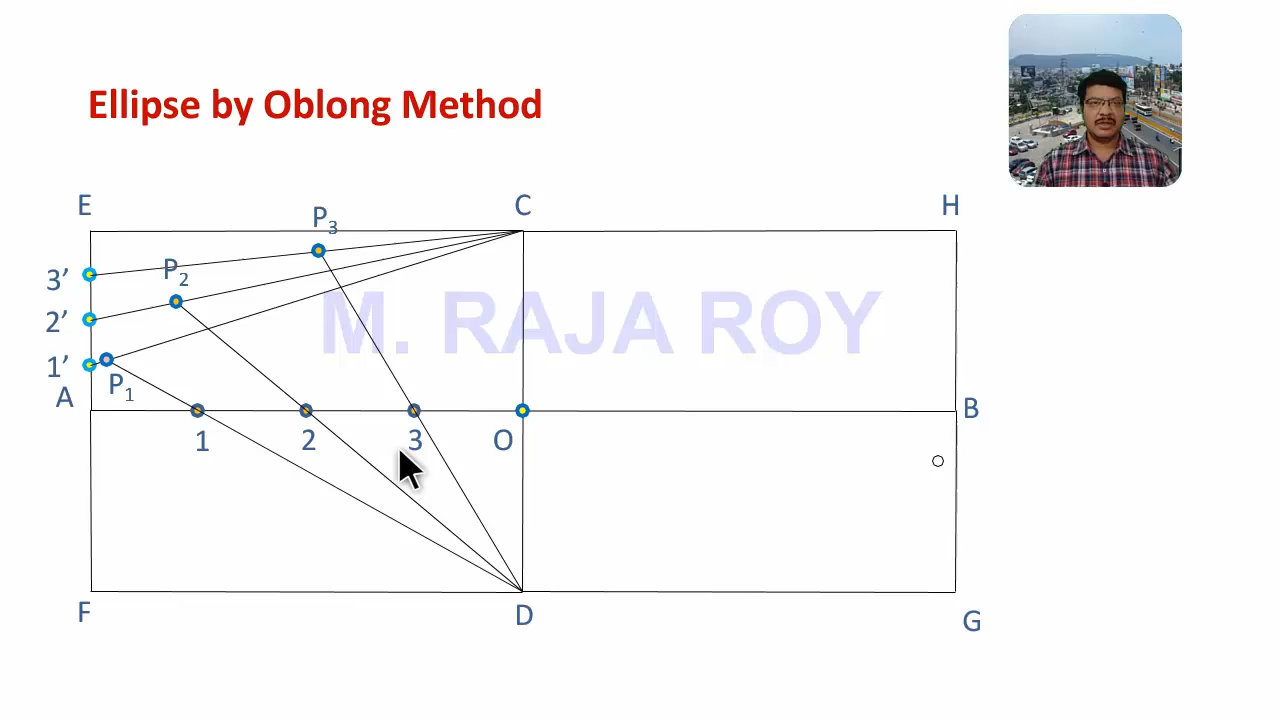 Ellipse by Oblong Method
E
C
H
P3
3'
P2
2'
M. RAJA ROY
1'
P1
A
B
1
2
3
O
F
D
G